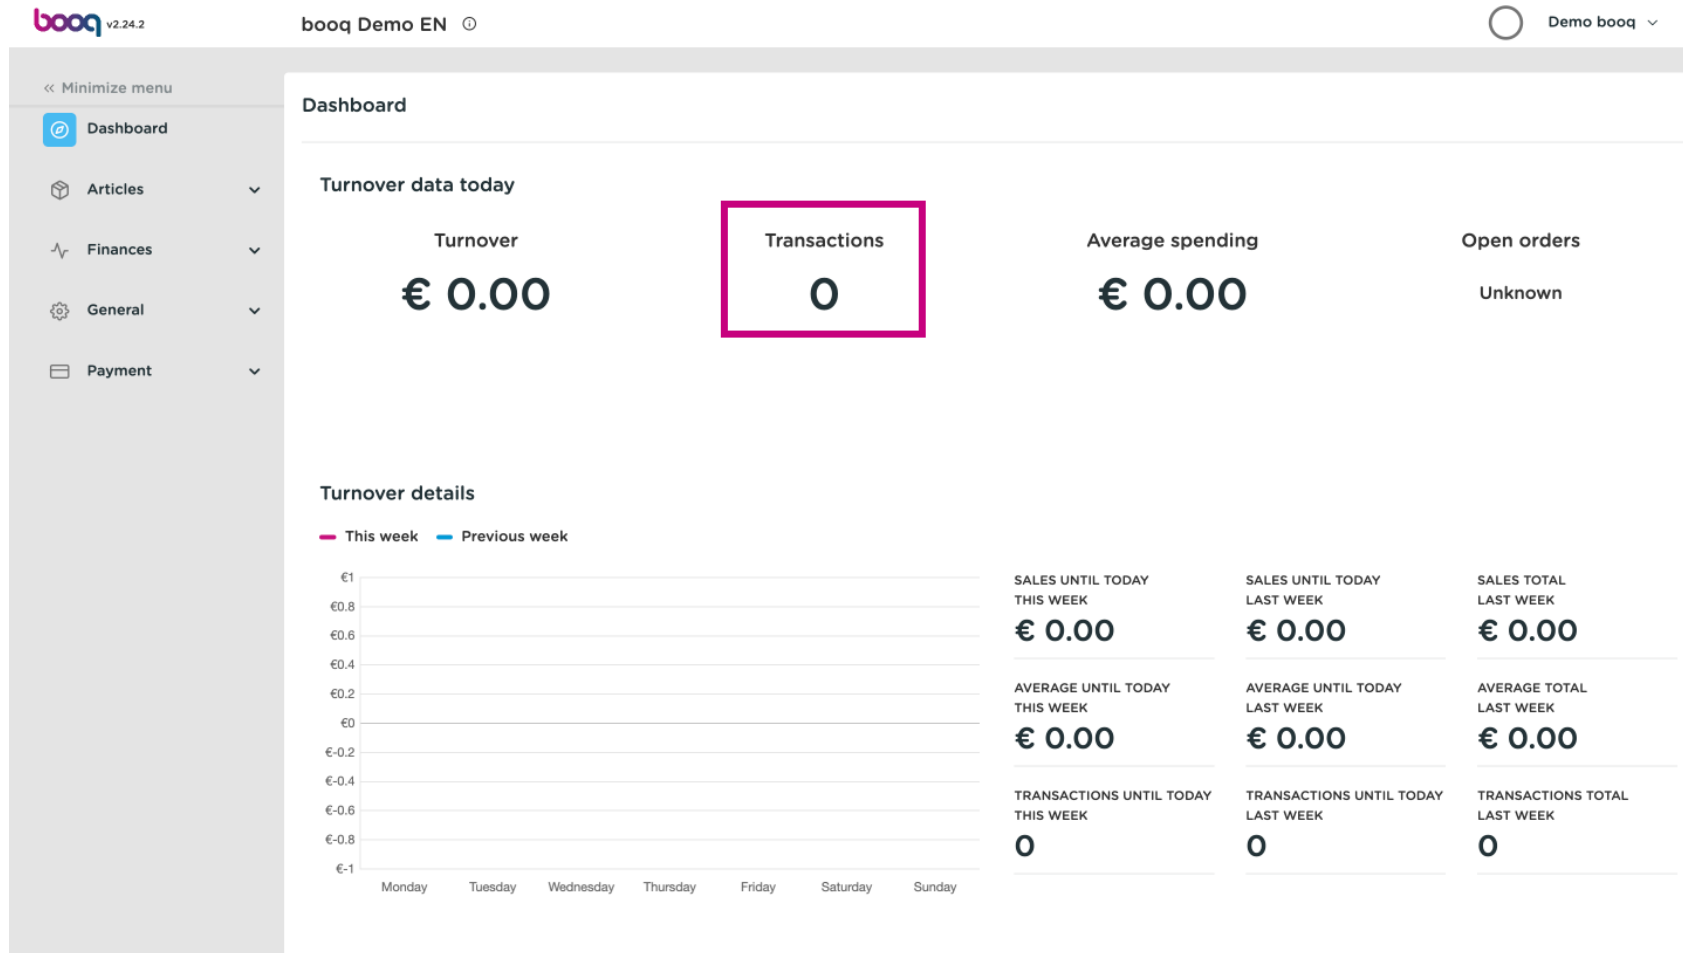 booq v2.24.2
booq Demo EN
Demo booq
Minimize menu
Dashboard
Articles
Finances
General
Payment
Dashboard
Turnover data today
Turnover
€ 0.00
Transactions
0
Average spending
€ 0.00
Open orders
Unknown
Turnover details
This week
Previous week
€1
€0.8
€0.6
€0.4
€0.2
€0
€-0.2
€-0.4
€-0.6
€-0.8
€-1
Monday Tuesday Wednesday Thursday Friday Saturday Sunday
SALES UNTIL TODAY
THIS WEEK
€ 0.00
SALES UNTIL TODAY
LAST WEEK
€ 0.00
SALES TOTAL
LAST WEEK
€ 0.00
AVERAGE UNTIL TODAY
THIS WEEK
€ 0.00
AVERAGE UNTIL TODAY
LAST WEEK
€ 0.00
AVERAGE TOTAL
LAST WEEK
€ 0.00
TRANSACTIONS UNTIL TODAY
THIS WEEK
0
TRANSACTIONS UNTIL TODAY
LAST WEEK
0
TRANSACTIONS TOTAL
LAST WEEK
0